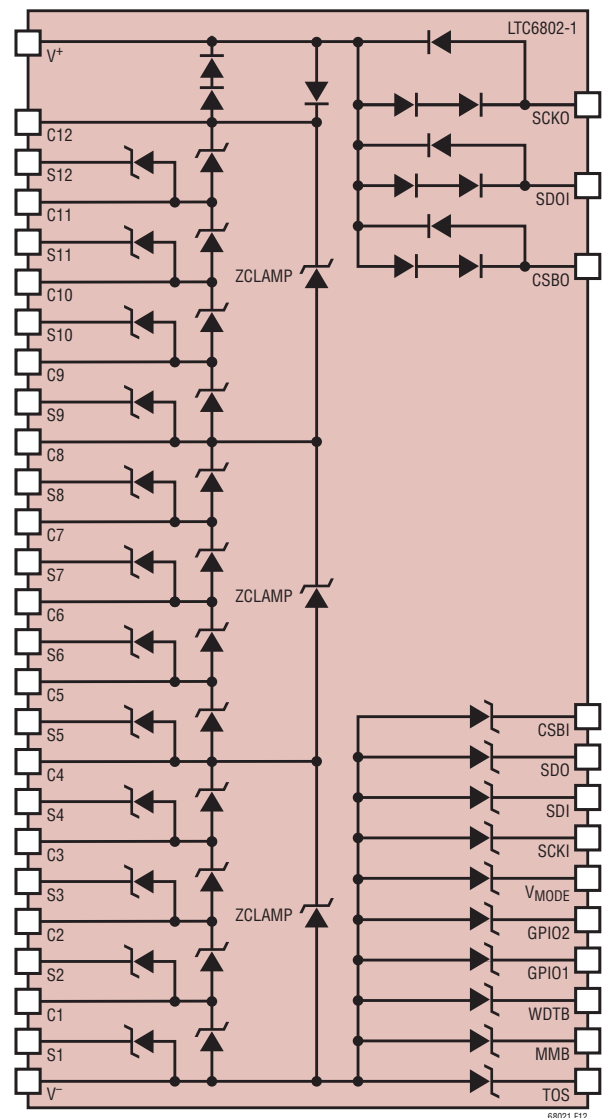 LTC6802-1
V+
C12
S12
C11
S11
C10
S10
C9
S9
C8
S8
C7
S7
C6
S6
C5
S5
C4
S4
C3
S3
C2
S2
C1
S1
V–
ZCLAMP
ZCLAMP
ZCLAMP
SCKO
SDOI
CSBO
CSBI
SDO
SDI
SCKI
VMODE
GPIO2
GPIO1
WDTB
MMB
TOS
68021 F12